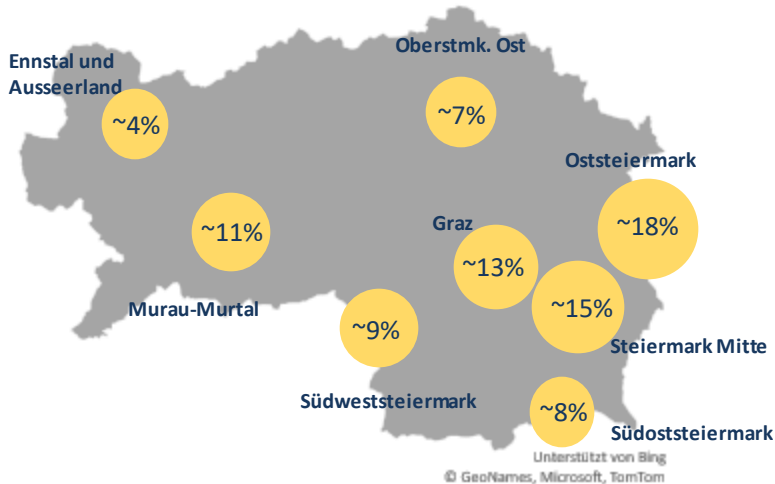 Oberstmk. Ost
Ennstal und
Ausseerland
~4%
~7%
Oststeiermark
~18%
Graz
~11%
~13%
Murau-Murtal
~15%
~9%
Steiermark Mitte
Südweststeiermark
~8%
Südoststeiermark
Unterstützt von Bing
© GeoNames, Microsoft, TomTom